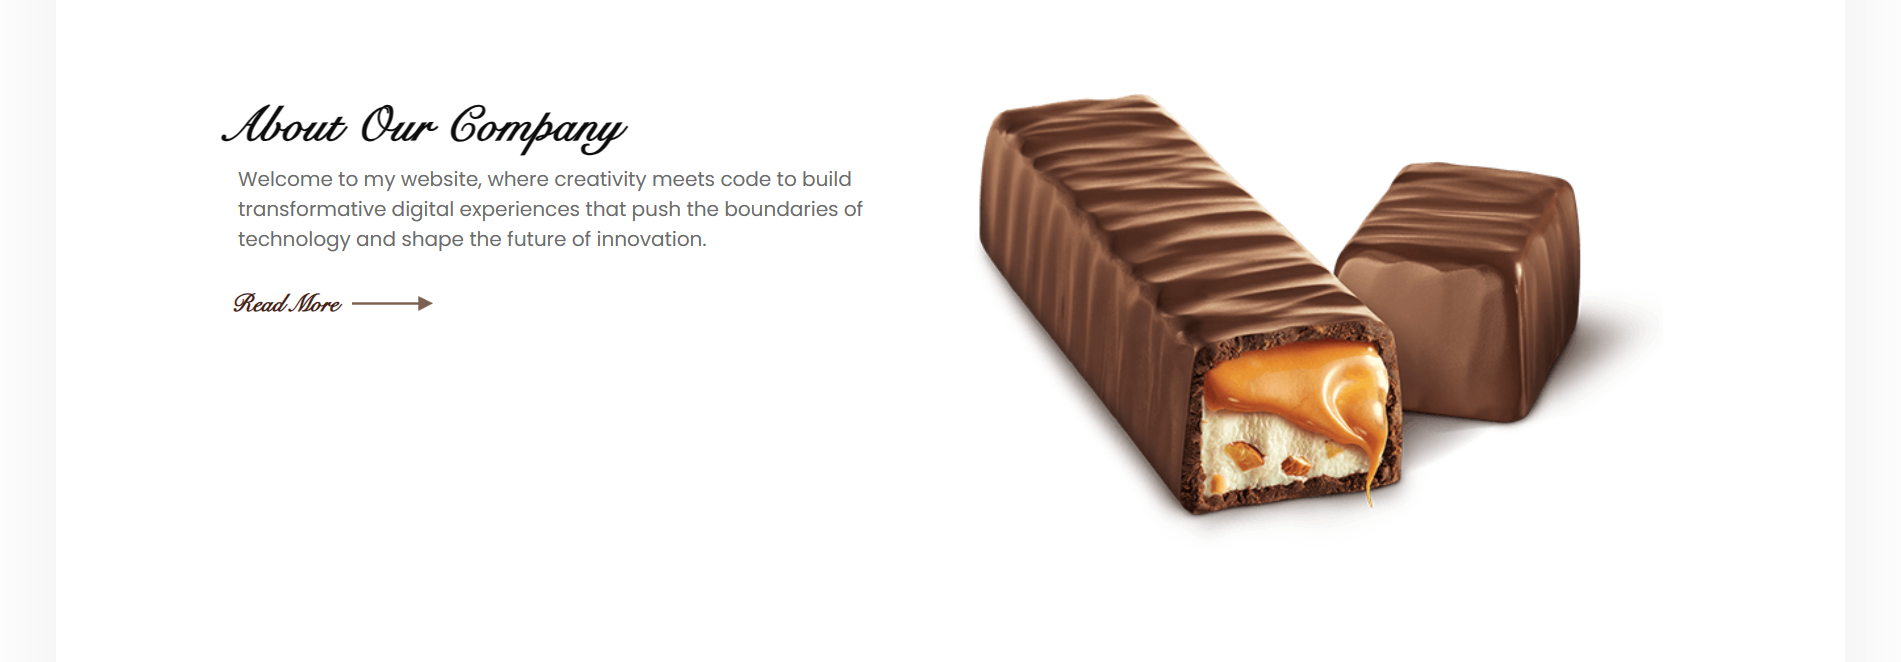 About Our Company
Welcome to my website, where creativity meets code to build
transformative digital experiences that push the boundaries of
technology and shape the future of innovation.
Read More